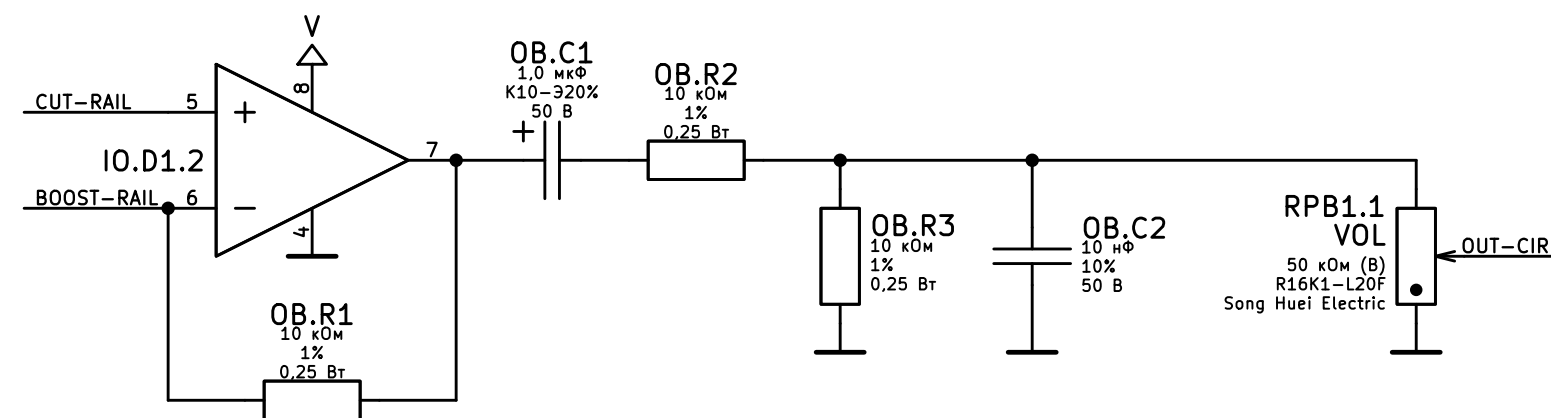 V
8
CUT-RAIL
5
+
IO.D1.2
7
BOOST-RAIL
6
−
4
OB.R1
10 кОм
1%
0,25 Вт
OB.C1
1,0 мкФ
К10-Э20%
50 В
+
OB.R2
10 кОм
1%
0,25 Вт
OB.R3
10 кОм
1%
0,25 Вт
OB.C2
10 нФ
10%
50 В
RPB1.1
VOL
50 кОм (B)
R16K1-L20F
Song Huei Electric
OUT-CIR